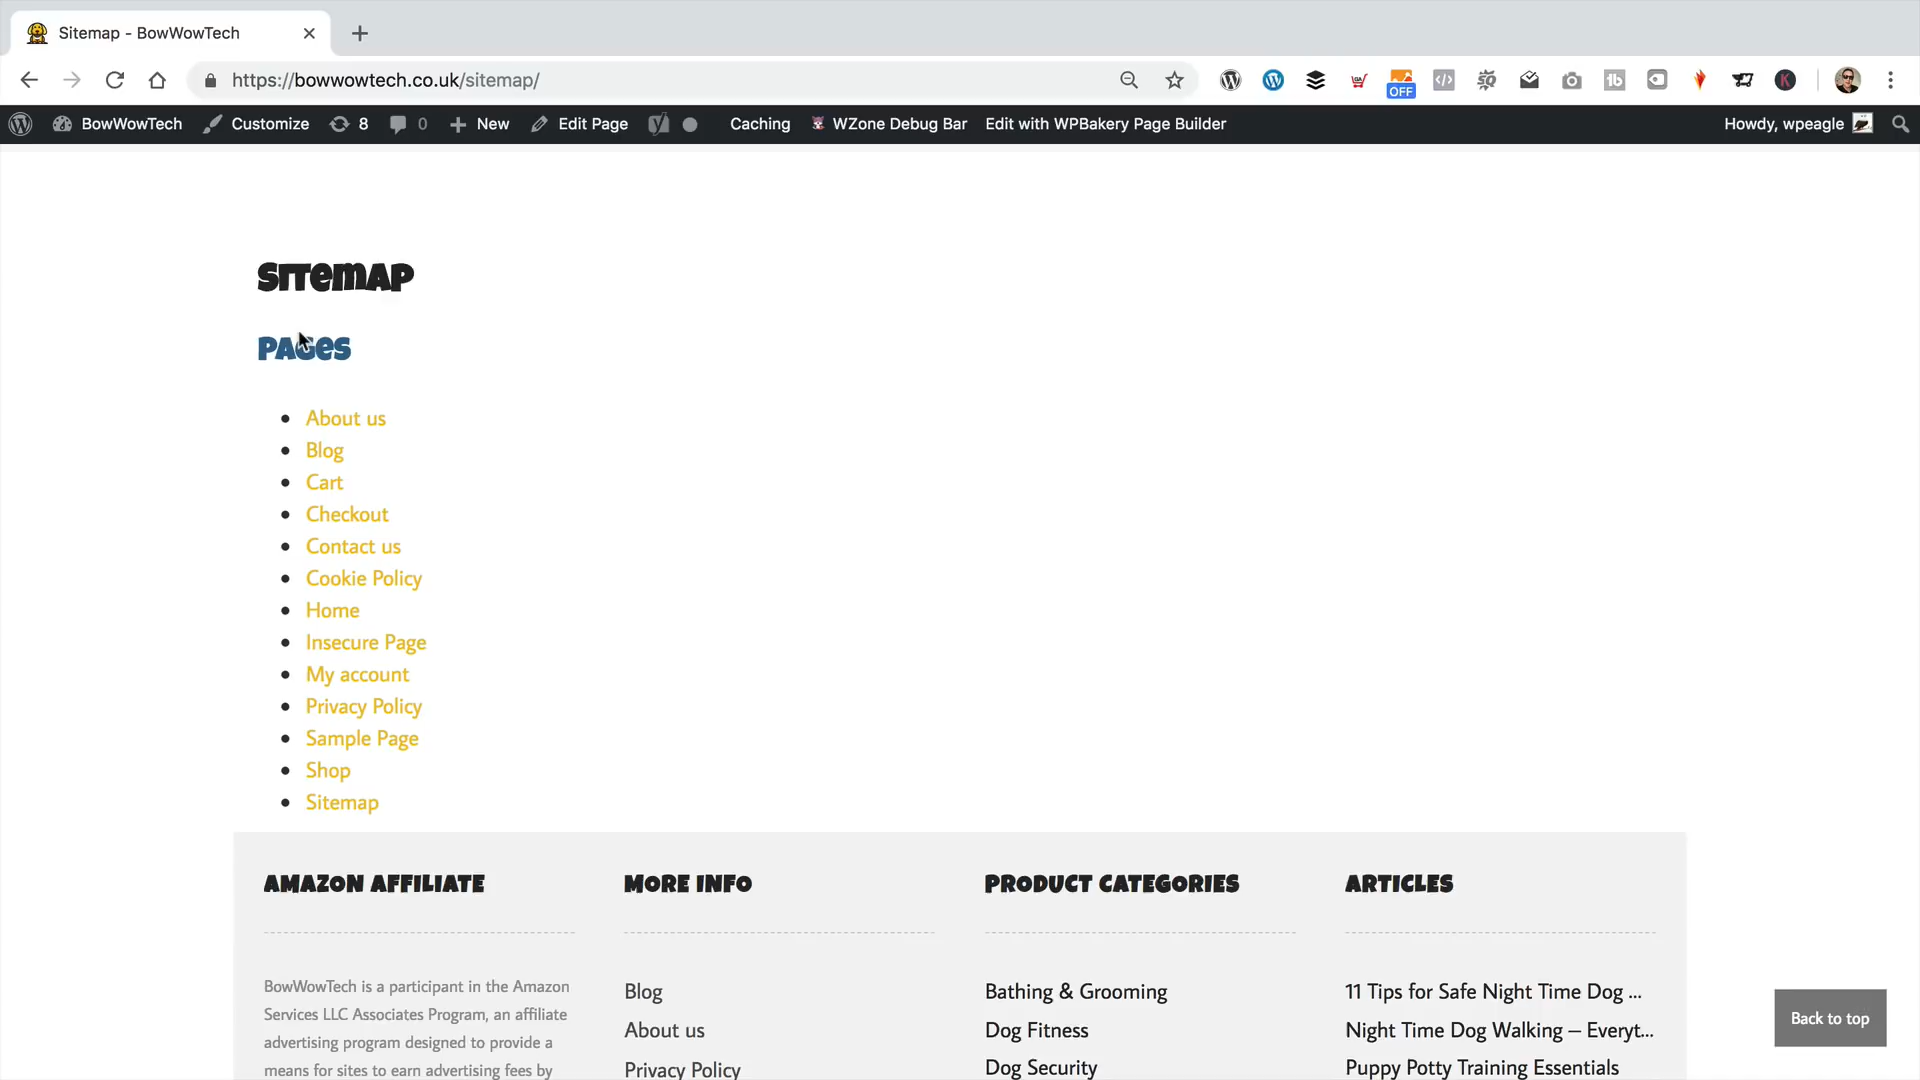 Sitemap - BowWowTech
https://bowwowtech.co.uk/sitemap/
OFF
BowWowTech
Customize
8
0
New
Edit Page
Caching
WZone Debug Bar
Edit with WPBakery Page Builder
Howdy, wpeagle
Sitemap
Pages
About us
Blog
Cart
Checkout
Contact us
Cookie Policy
Home
Insecure Page
My account
Privacy Policy
Sample Page
Shop
Sitemap
AMAZON AFFILIATE
MORE INFO
PRODUCT CATEGORIES
ARTICLES
BowWowTech is a participant in the Amazon
Services LLC Associates Program, an affiliate
advertising program designed to provide a
means for sites to earn advertising fees by
Blog
About us
Privacy Policy
Bathing & Grooming
Dog Fitness
Dog Security
11 Tips for Safe Night Time Dog ...
Night Time Dog Walking – Everyt...
Puppy Potty Training Essentials
Back to top